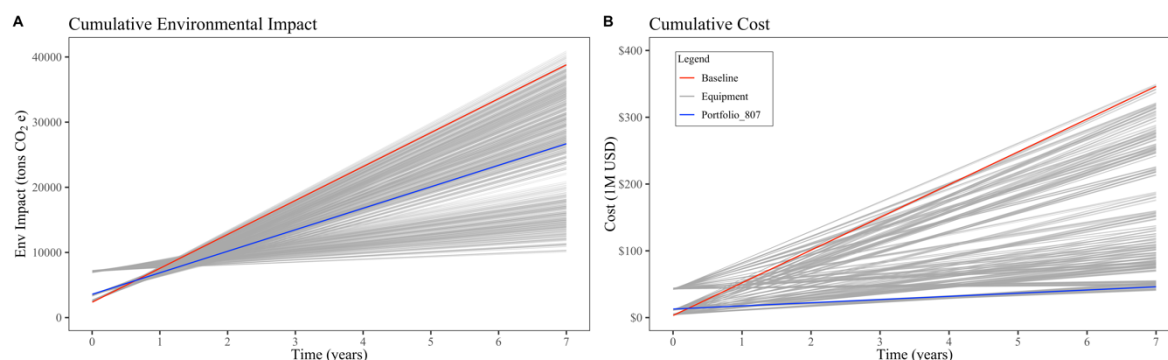 A
Cumulative Environmental Impact
Env Impact (tons CO2 e)
40000
30000
20000
10000
0
0 1 2 3 4 5 6 7
Time (years)
B
Cumulative Cost
Cost (1M USD)
$400
$300
$200
$100
$0
Legend
Baseline
Equipment
Portfolio_807
0 1 2 3 4 5 6 7
Time (years)